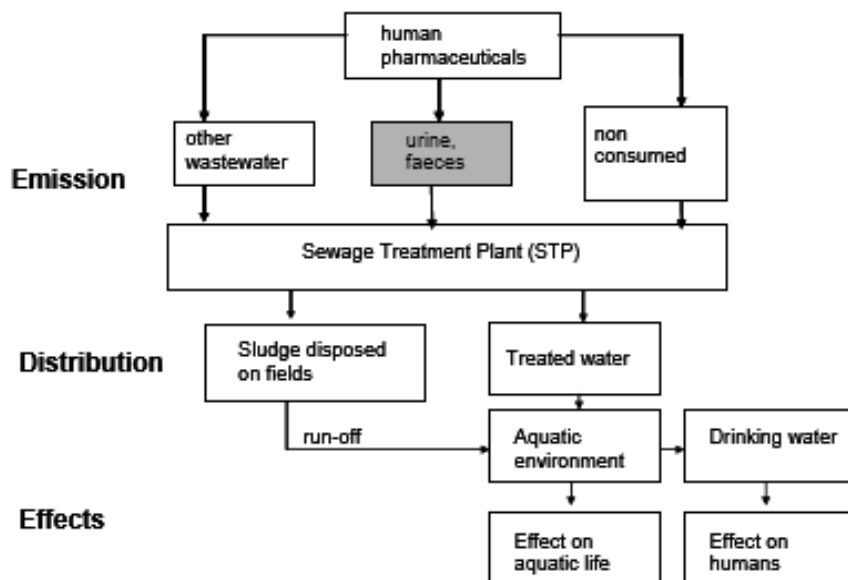 human
pharmaceuticals
other
wastewater
urine,
faeces
non
consumed
Emission
Sewage Treatment Plant (STP)
Distribution
Sludge disposed
on fields
Treated water
run-off
Aquatic
environment
Drinking water
Effects
Effect on
aquatic life
Effect on
humans